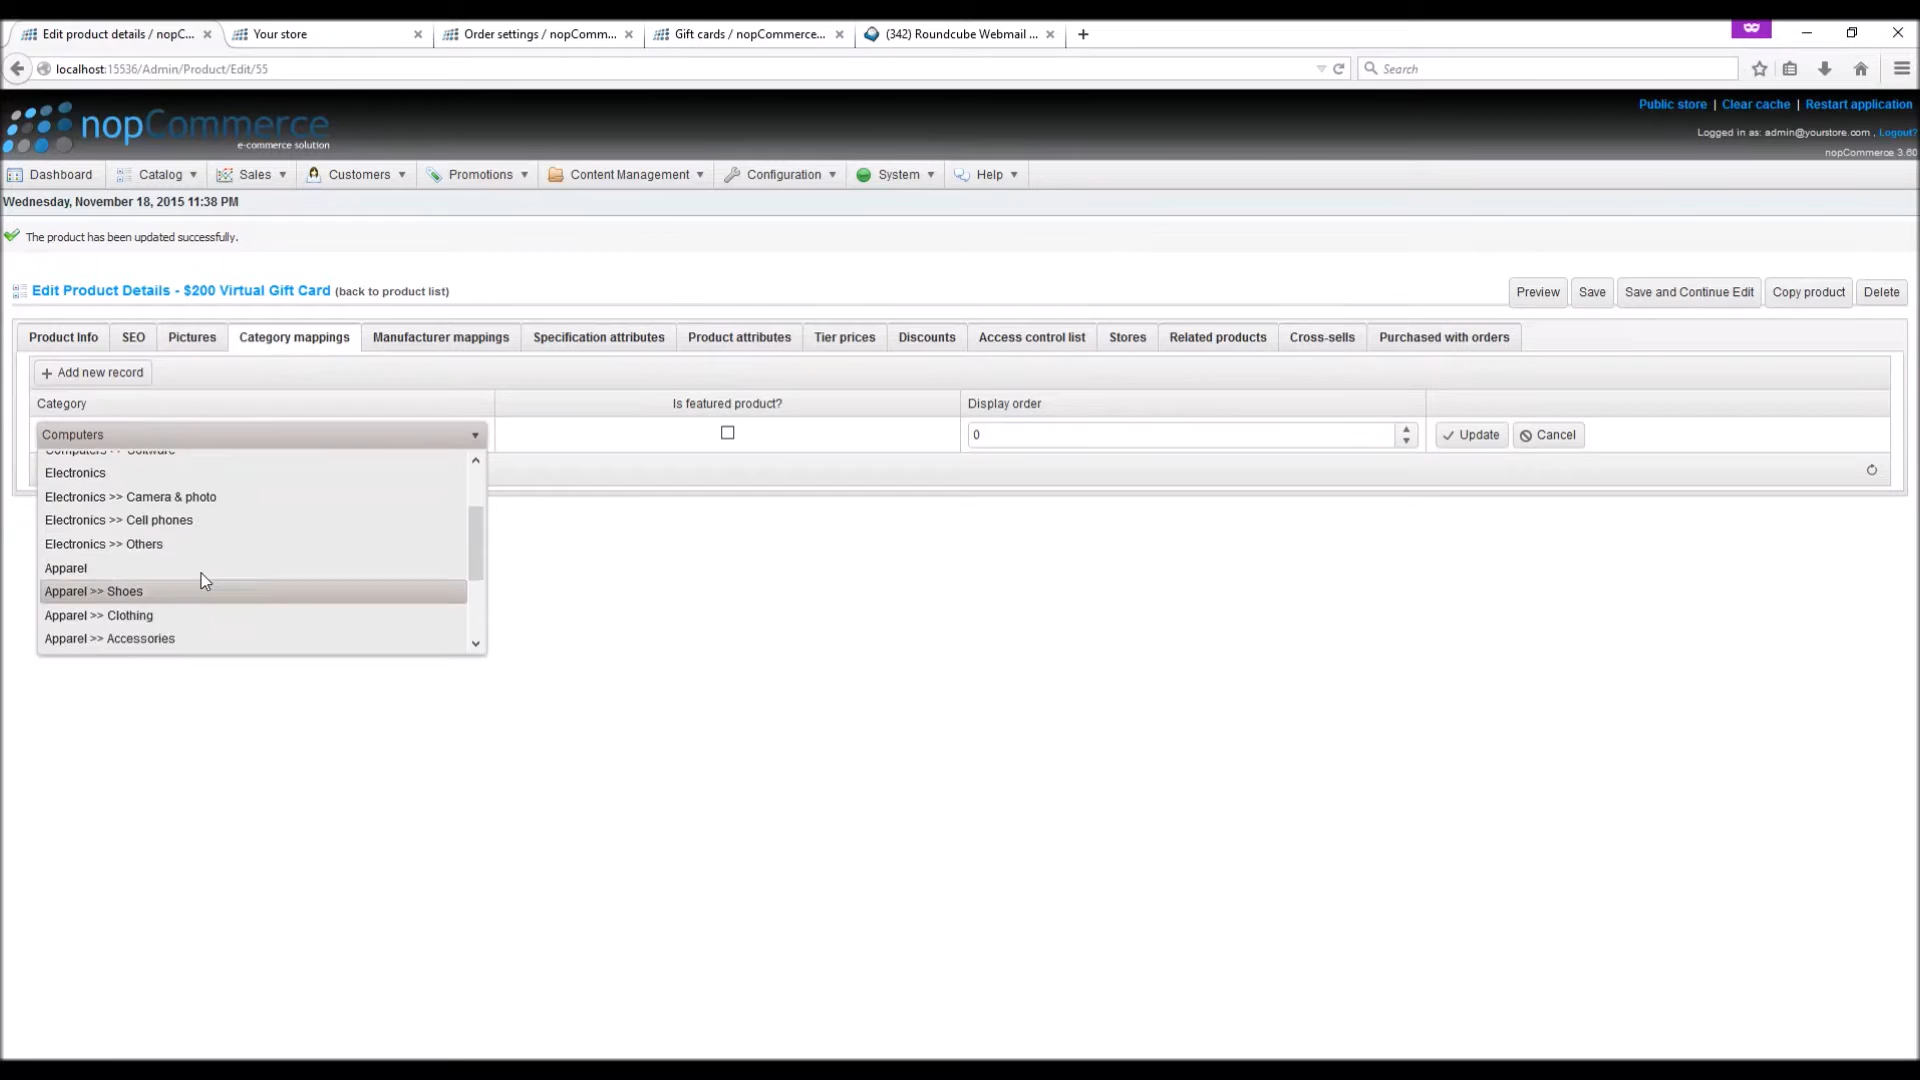 Edit product details / nopC...
Your store
Order settings / nopComm...
Gift cards / nopCommerce...
(342) Roundcube Webmail ...
localhost:15536/Admin/Product/Edit/55
Search
nopCommerce
e-commerce solution
Public store | Clear cache | Restart application
Logged in as: admin@yourstore.com , Logout?
nopCommerce 3.60
Dashboard
Catalog
Sales
Customers
Promotions
Content Management
Configuration
System
Help
Wednesday, November 18, 2015 11:38 PM
The product has been updated successfully.
Edit Product Details - $200 Virtual Gift Card (back to product list)
Preview
Save
Save and Continue Edit
Copy product
Delete
Product Info
SEO
Pictures
Category mappings
Manufacturer mappings
Specification attributes
Product attributes
Tier prices
Discounts
Access control list
Stores
Related products
Cross-sells
Purchased with orders
+ Add new record
Category
Is featured product?
Display order
Computers
0
Update
Cancel
Computers >> Software
Electronics
Electronics >> Camera & photo
Electronics >> Cell phones
Electronics >> Others
Apparel
Apparel >> Shoes
Apparel >> Clothing
Apparel >> Accessories